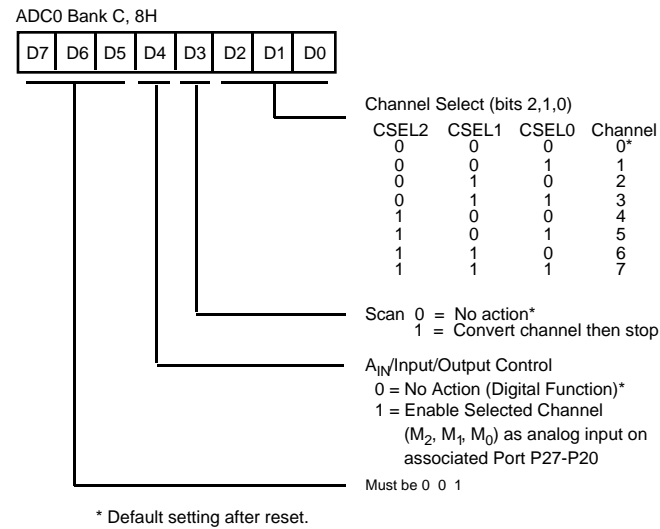 ADC0 Bank C, 8H
D7 D6 D5 D4 D3 D2 D1 D0
Channel Select (bits 2,1,0)
CSEL2 CSEL1 CSEL0 Channel
0 0 0 0*
0 0 1 1
0 1 0 2
0 1 1 3
1 0 0 4
1 0 1 5
1 1 0 6
1 1 1 7
Scan 0 = No action*
1 = Convert channel then stop
AIN/Input/Output Control
0 = No Action (Digital Function)*
1 = Enable Selected Channel
(M2, M1, M0) as analog input on
associated Port P27-P20
Must be 0 0 1
* Default setting after reset.